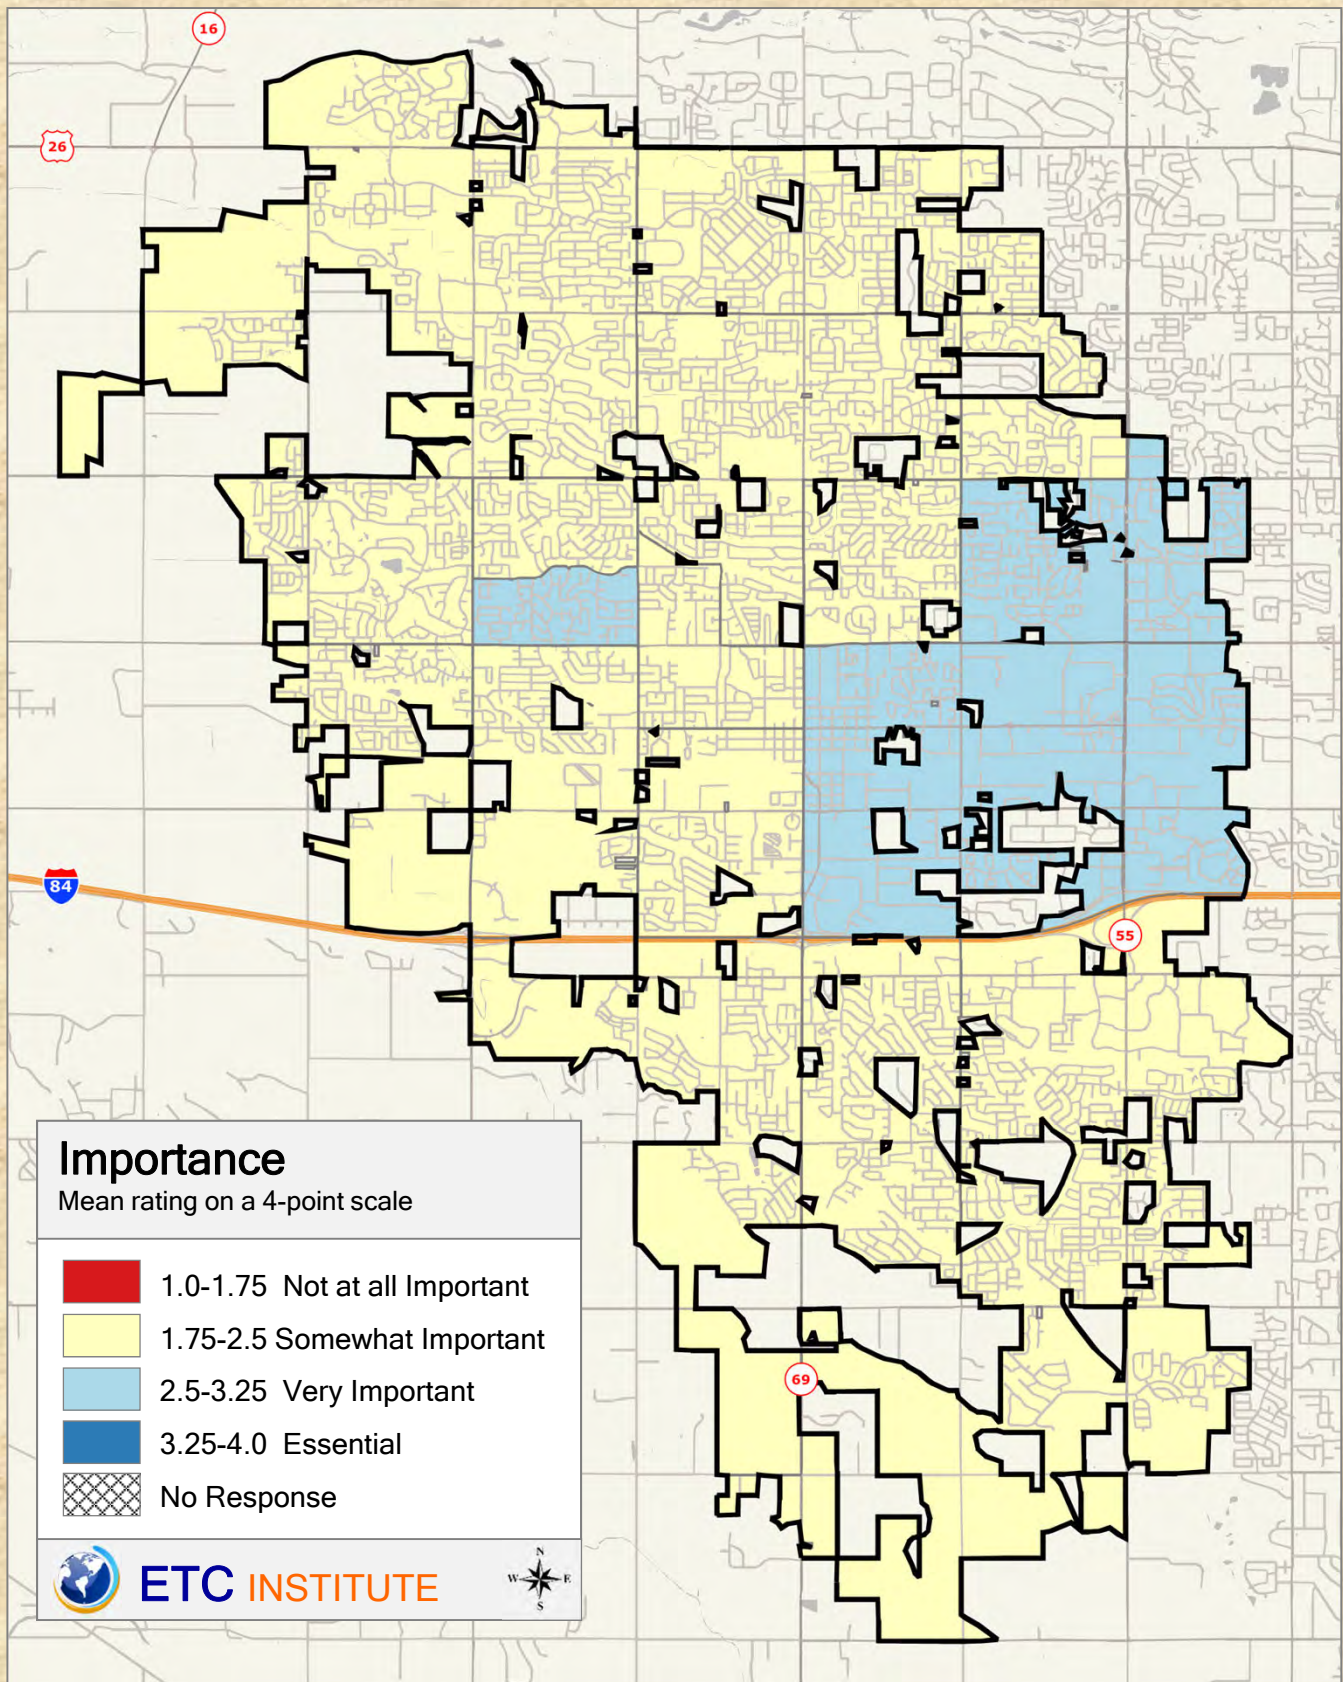 16
26
84
55
69
Importance
Mean rating on a 4-point scale
1.0-1.75 Not at all Important
1.75-2.5 Somewhat Important
2.5-3.25 Very Important
3.25-4.0 Essential
No Response
ETC INSTITUTE
N
W E
S